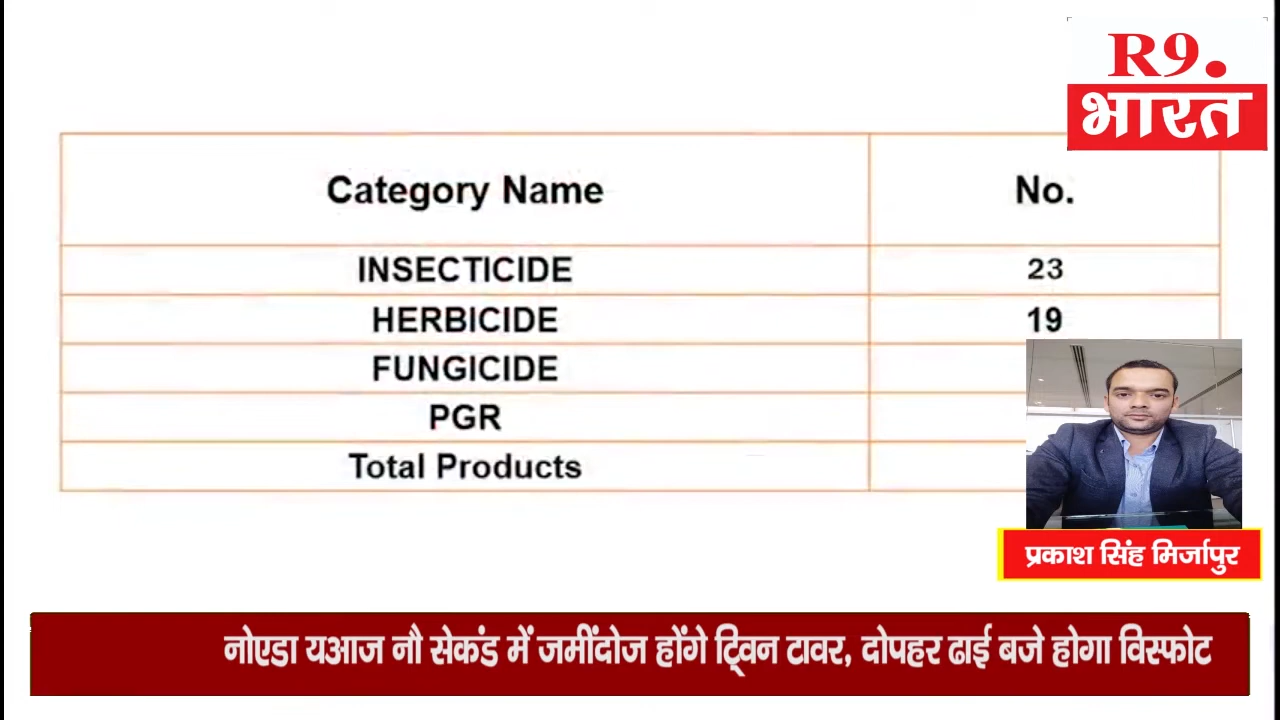 R9.
भारत
Category Name No.
INSECTICIDE 23
HERBICIDE 19
FUNGICIDE
PGR
Total Products
प्रकाश सिंह मिर्जापुर
नोएडा यआज नौ सेकंड में जमींदोज होंगे ट्विन टावर, दोपहर ढाई बजे होगा विस्फोट